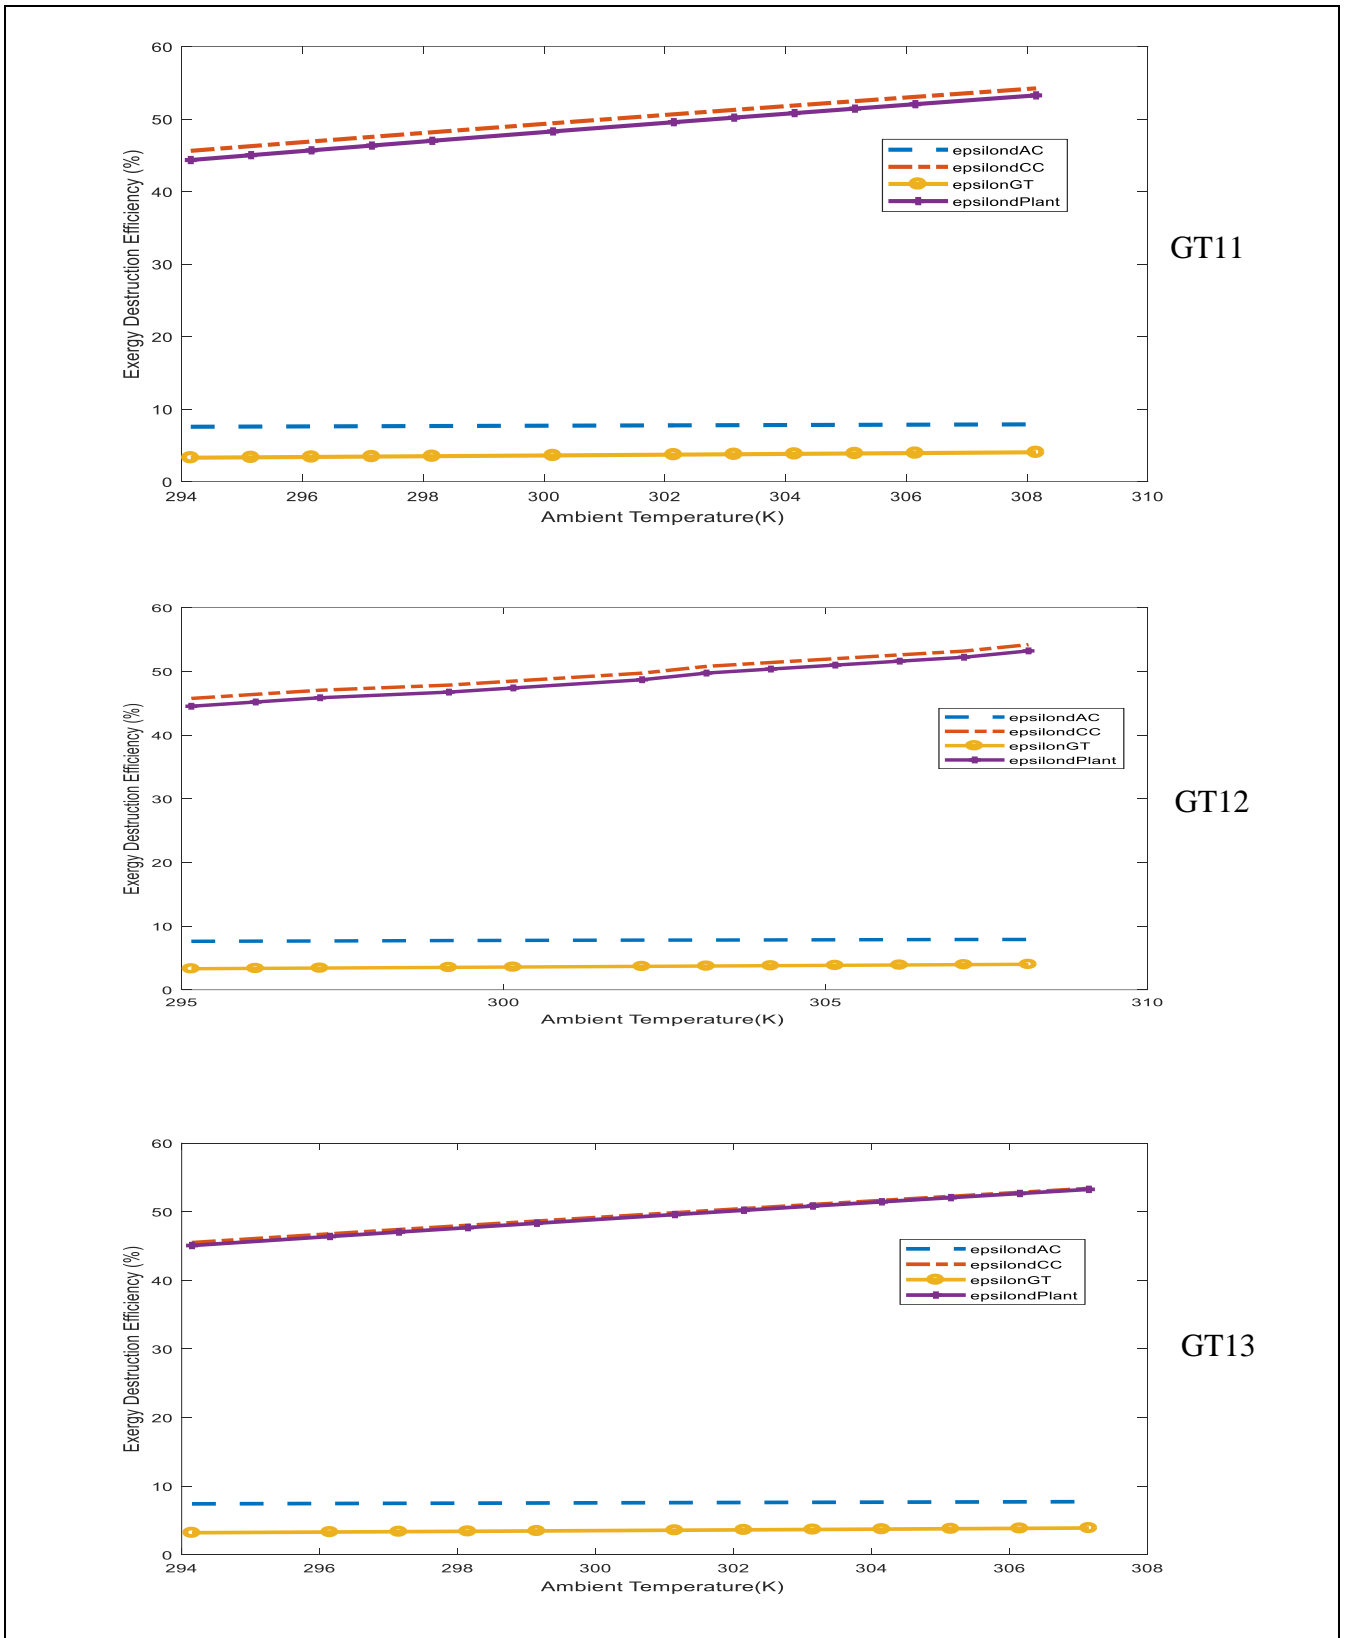 60
50
40
30
20
10
0
Exergy Destruction Efficiency (%)
epsilondAC
epsilondCC
epsilonGT
epsilondPlant
GT11
294 296 298 300 302 304 306 308 310
Ambient Temperature(K)
60
50
40
30
20
10
0
Exergy Destruction Efficiency (%)
epsilondAC
epsilondCC
epsilonGT
epsilondPlant
GT12
295 300 305 310
Ambient Temperature(K)
60
50
40
30
20
10
0
Exergy Destruction Efficiency (%)
epsilondAC
epsilondCC
epsilonGT
epsilondPlant
GT13
294 296 298 300 302 304 306 308
Ambient Temperature(K)